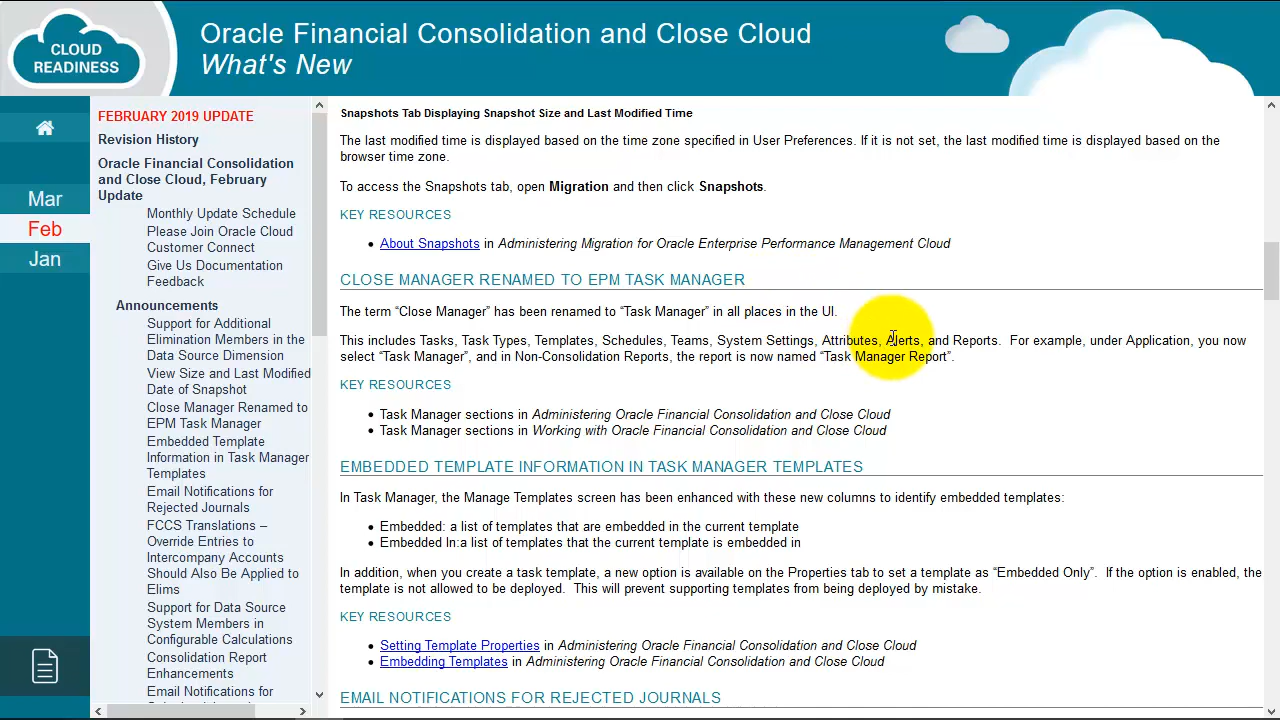 CLOUD
READINESS
Oracle Financial Consolidation and Close Cloud
What's New
Mar
Feb
Jan
FEBRUARY 2019 UPDATE
Revision History
Oracle Financial Consolidation
and Close Cloud, February
Update
Monthly Update Schedule
Please Join Oracle Cloud
Customer Connect
Give Us Documentation
Feedback
Announcements
Support for Additional
Elimination Members in the
Data Source Dimension
View Size and Last Modified
Date of Snapshot
Close Manager Renamed to
EPM Task Manager
Embedded Template
Information in Task Manager
Templates
Email Notifications for
Rejected Journals
FCCS Translations –
Override Entries to
Intercompany Accounts
Should Also Be Applied to
Elims
Support for Data Source
System Members in
Configurable Calculations
Consolidation Report
Enhancements
Email Notifications for
Snapshots Tab Displaying Snapshot Size and Last Modified Time
The last modified time is displayed based on the time zone specified in User Preferences. If it is not set, the last modified time is displayed based on the
browser time zone.
To access the Snapshots tab, open Migration and then click Snapshots.
KEY RESOURCES
• About Snapshots in Administering Migration for Oracle Enterprise Performance Management Cloud
CLOSE MANAGER RENAMED TO EPM TASK MANAGER
The term “Close Manager” has been renamed to “Task Manager” in all places in the UI.
This includes Tasks, Task Types, Templates, Schedules, Teams, System Settings, Attributes, Alerts, and Reports.  For example, under Application, you now
select “Task Manager”, and in Non-Consolidation Reports, the report is now named “Task Manager Report”.
KEY RESOURCES
• Task Manager sections in Administering Oracle Financial Consolidation and Close Cloud
• Task Manager sections in Working with Oracle Financial Consolidation and Close Cloud
EMBEDDED TEMPLATE INFORMATION IN TASK MANAGER TEMPLATES
In Task Manager, the Manage Templates screen has been enhanced with these new columns to identify embedded templates:
• Embedded: a list of templates that are embedded in the current template
• Embedded In:a list of templates that the current template is embedded in
In addition, when you create a task template, a new option is available on the Properties tab to set a template as “Embedded Only”.  If the option is enabled, the
template is not allowed to be deployed.  This will prevent supporting templates from being deployed by mistake.
KEY RESOURCES
• Setting Template Properties in Administering Oracle Financial Consolidation and Close Cloud
• Embedding Templates in Administering Oracle Financial Consolidation and Close Cloud
EMAIL NOTIFICATIONS FOR REJECTED JOURNALS